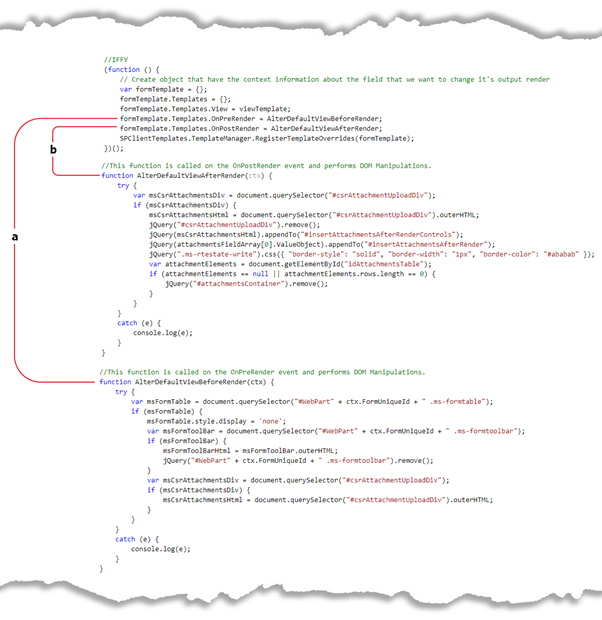 //IFFY
(function () {
// Create object that have the context information about the field that we want to change it's output render
var formTemplate = {};
formTemplate.Templates = {};
formTemplate.Templates.View = viewTemplate;
formTemplate.Templates.OnPreRender = AlterDefaultViewBeforeRender;
formTemplate.Templates.OnPostRender = AlterDefaultViewAfterRender;
SPClientTemplates.TemplateManager.RegisterTemplateOverrides(formTemplate);
})();
b
//This function is called on the OnPostRender event and performs DOM Manipulations.
function AlterDefaultViewAfterRender(ctx) {
try {
var msCsrAttachmentsDiv = document.querySelector("#csrAttachmentUploadDiv");
if (msCsrAttachmentsDiv) {
msCsrAttachmentsHtml = document.querySelector("#csrAttachmentUploadDiv").outerHTML;
jQuery("#csrAttachmentUploadDiv").remove();
jQuery(msCsrAttachmentsHtml).appendTo("#insertAttachmentsAfterRenderControls");
jQuery(attachmentsFieldArray[0].ValueObject).appendTo("#insertAttachmentsAfterRender");
jQuery(".ms-rtestate-write").css({ "border-style": "solid", "border-width": "1px", "border-color": "#ababab" });
var attachmentElements = document.getElementById("idAttachmentsTable");
if (attachmentElements == null || attachmentElements.rows.length == 0) {
jQuery("#attachmentsContainer").remove();
}
}
}
catch (e) {
console.log(e);
}
}
a
//This function is called on the OnPreRender event and performs DOM Manipulations.
function AlterDefaultViewBeforeRender(ctx) {
try {
var msFormTable = document.querySelector("#WebPart" + ctx.FormUniqueId + " .ms-formtable");
if (msFormTable) {
msFormTable.style.display = 'none';
var msFormToolBar = document.querySelector("#WebPart" + ctx.FormUniqueId + " .ms-formtoolbar");
if (msFormToolBar) {
msFormToolBarHtml = msFormToolBar.outerHTML;
jQuery("#WebPart" + ctx.FormUniqueId + " .ms-formtoolbar").remove();
}
var msCsrAttachmentsDiv = document.querySelector("#csrAttachmentUploadDiv");
if (msCsrAttachmentsDiv) {
msCsrAttachmentsHtml = document.querySelector("#csrAttachmentUploadDiv").outerHTML;
}
}
}
catch (e) {
console.log(e);
}
}